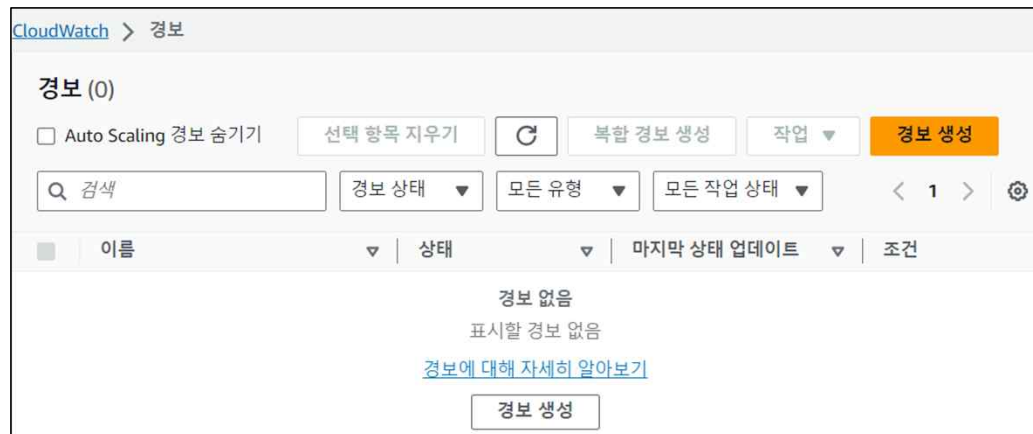 CloudWatch > 경보
경보 (0)
Auto Scaling 경보 숨기기 선택 항목 지우기 복합 경보 생성 작업 ▼ 경보 생성
검색 경보 상태 ▼ 모든 유형 ▼ 모든 작업 상태 ▼ < 1 >
이름 상태 마지막 상태 업데이트 조건
경보 없음
표시할 경보 없음
경보에 대해 자세히 알아보기
경보 생성